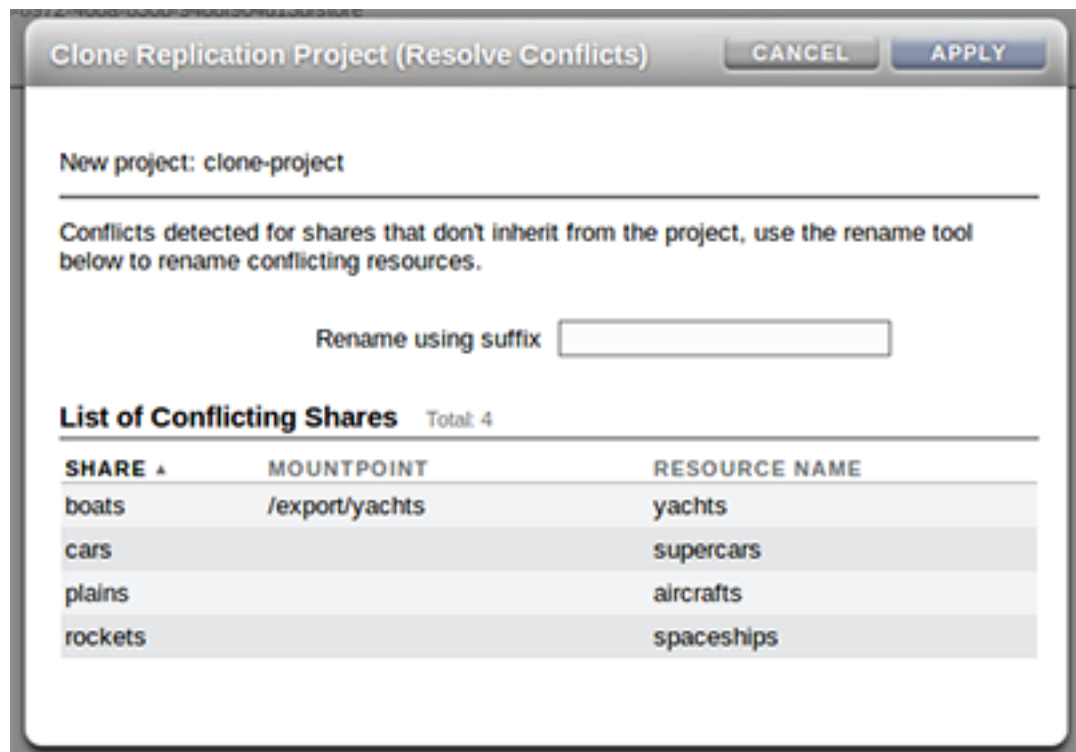 Clone Replication Project (Resolve Conflicts) CANCEL APPLY
New project: clone-project
Conflicts detected for shares that don't inherit from the project, use the rename tool
below to rename conflicting resources.
Rename using suffix
List of Conflicting Shares Total: 4
SHARE ▲ MOUNTPOINT RESOURCE NAME
boats /export/yachts yachts
cars supercars
plains aircrafts
rockets spaceships